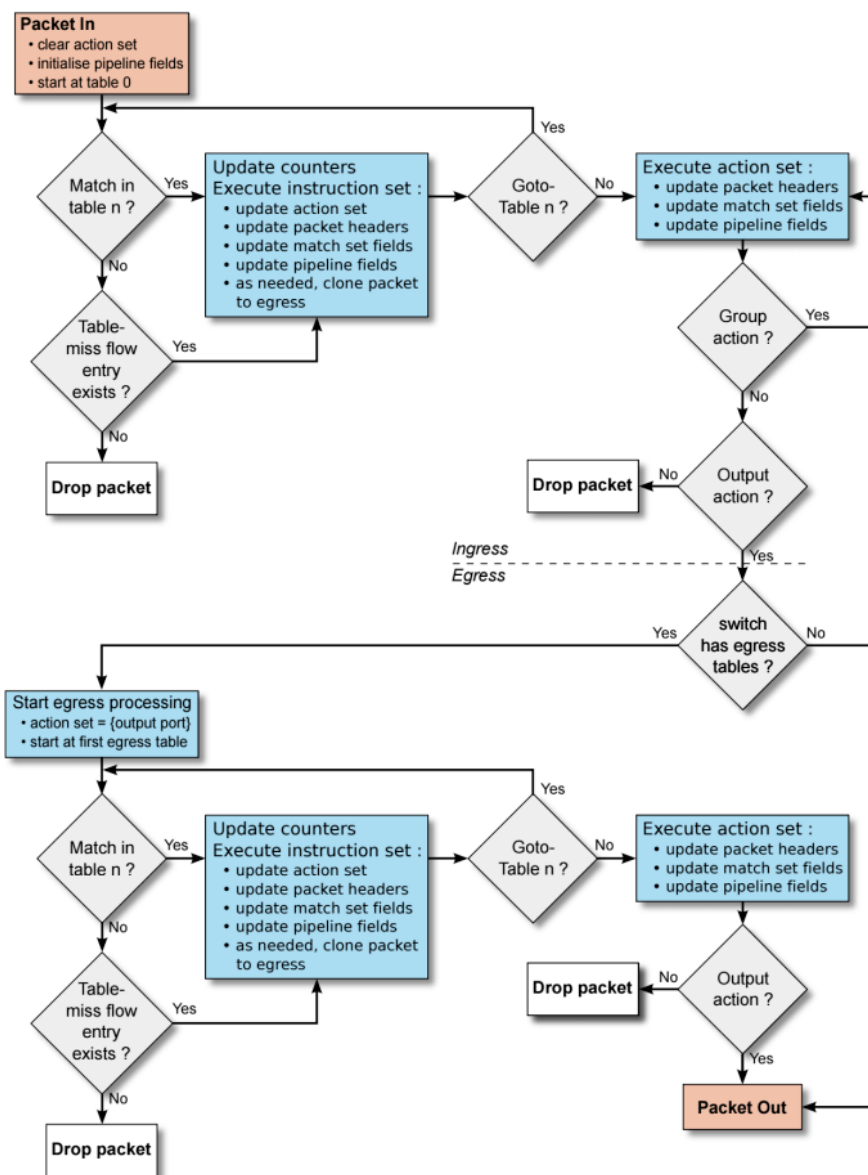 Packet In
• clear action set
• initialise pipeline fields
• start at table 0
Yes
Match in
table n ?
Yes
Update counters
Execute instruction set :
• update action set
• update packet headers
• update match set fields
• update pipeline fields
• as needed, clone packet
to egress
Goto-
Table n ?
No
Execute action set :
• update packet headers
• update match set fields
• update pipeline fields
No
Table-
miss flow
entry
exists ?
Yes
Group
action ?
Yes
No
No
Drop packet
Drop packet
No
Output
action ?
Yes
Ingress
Egress
Yes
switch
has egress
tables ?
No
Start egress processing
• action set = {output port}
• start at first egress table
Yes
Match in
table n ?
Yes
Update counters
Execute instruction set :
• update action set
• update packet headers
• update match set fields
• update pipeline fields
• as needed, clone packet
to egress
Goto-
Table n ?
No
Execute action set :
• update packet headers
• update match set fields
• update pipeline fields
No
Table-
miss flow
entry
exists ?
Yes
Drop packet
No
Output
action ?
Yes
No
Drop packet
Packet Out